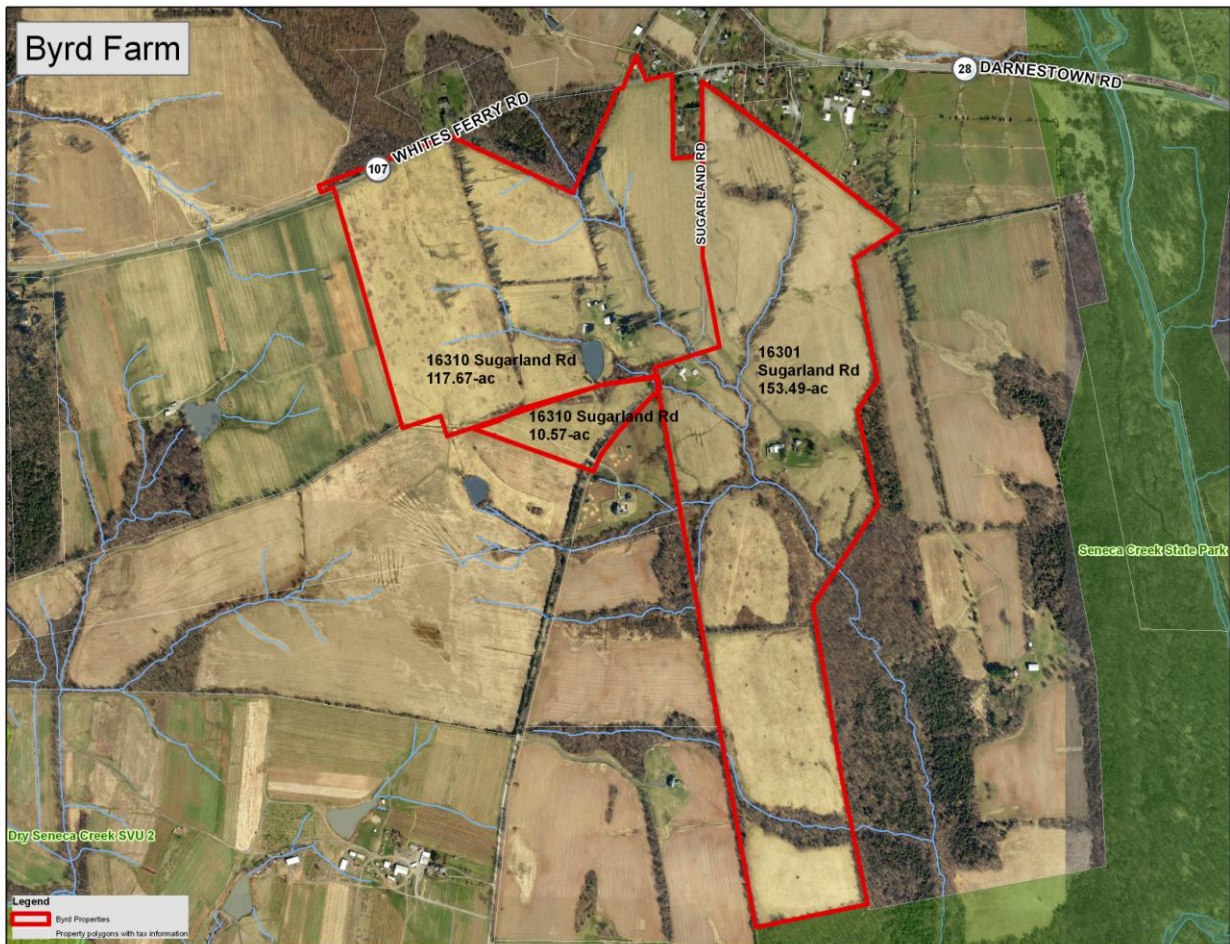 Byrd Farm
28 DARNESTOWN RD
107 WHITES FERRY RD
SUGARLAND RD
16310 Sugarland Rd
117.67-ac
16301
Sugarland Rd
153.49-ac
16310 Sugarland Rd
10.57-ac
Seneca Creek State Park
Dry Seneca Creek SVU 2
Legend
Byrd Properties
Property polygons with tax information